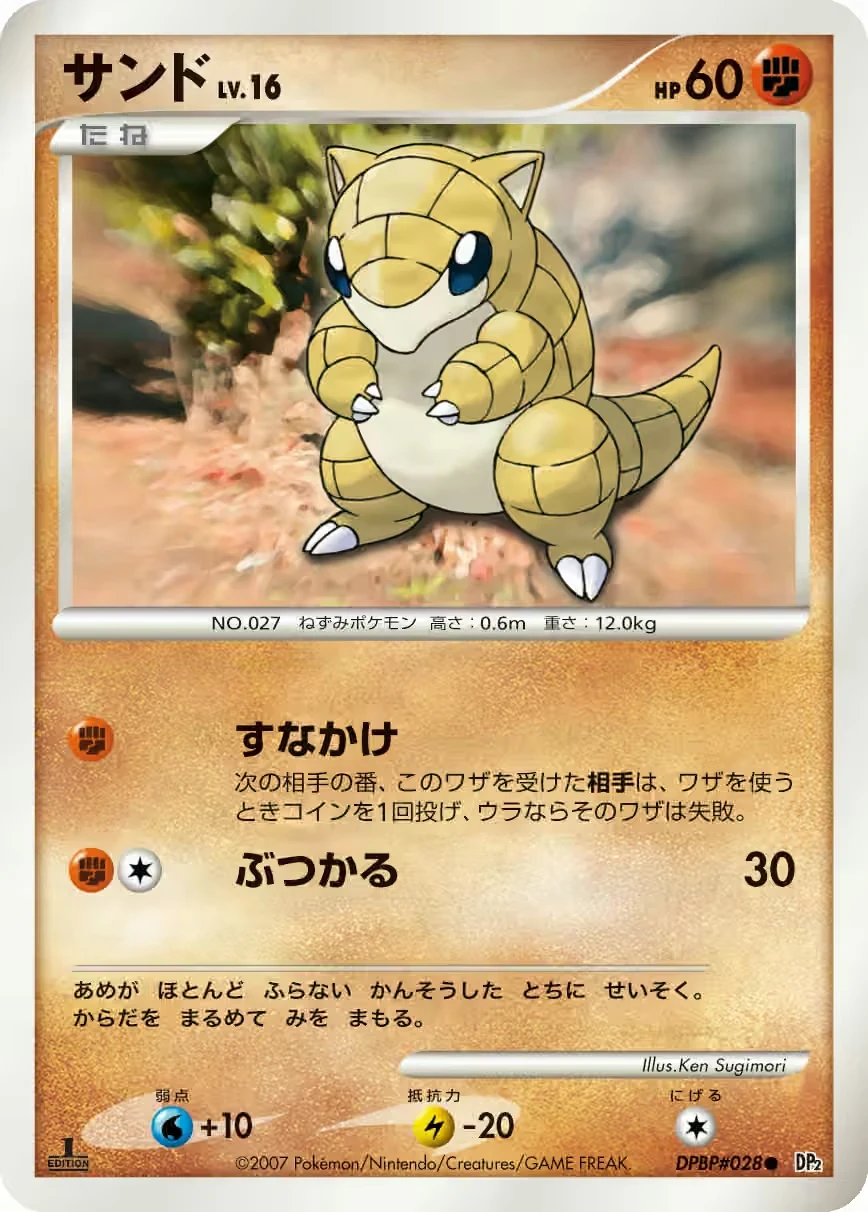 サンド LV.16 HP60
たね
NO.027 ねずみポケモン 高さ:0.6m 重さ:12.0kg
すなかけ
次の相手の番、このワザを受けた相手は、ワザを使う
ときコインを1回投げ、ウラならそのワザは失敗。
ぶつかる 30
あめが ほとんど ふらない かんそうした とちに せいそく。
からだを まるめて みを まもる。
Illus.Ken Sugimori
弱点 抵抗力 にげる
+10 -20
1 EDITION
©2007 Pokémon/Nintendo/Creatures/GAME FREAK. DPBP#028● DP2